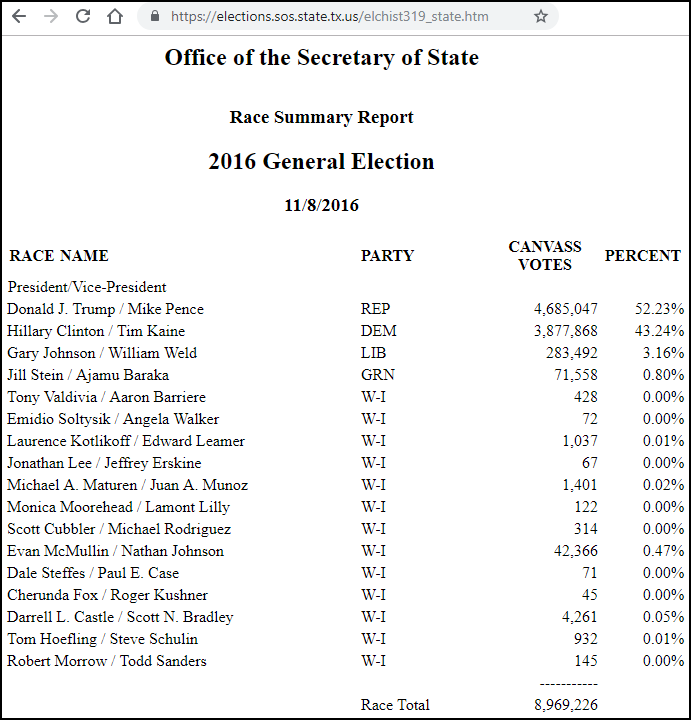 https://elections.sos.state.tx.us/elchist319_state.htm
Office of the Secretary of State
Race Summary Report
2016 General Election
11/8/2016
RACE NAME PARTY CANVASS VOTES PERCENT
President/Vice-President
Donald J. Trump / Mike Pence REP 4,685,047 52.23%
Hillary Clinton / Tim Kaine DEM 3,877,868 43.24%
Gary Johnson / William Weld LIB 283,492 3.16%
Jill Stein / Ajamu Baraka GRN 71,558 0.80%
Tony Valdivia / Aaron Barriere W-I 428 0.00%
Emidio Soltysik / Angela Walker W-I 72 0.00%
Laurence Kotlikoff / Edward Leamer W-I 1,037 0.01%
Jonathan Lee / Jeffrey Erskine W-I 67 0.00%
Michael A. Maturen / Juan A. Munoz W-I 1,401 0.02%
Monica Moorehead / Lamont Lilly W-I 122 0.00%
Scott Cubbler / Michael Rodriguez W-I 314 0.00%
Evan McMullin / Nathan Johnson W-I 42,366 0.47%
Dale Steffes / Paul E. Case W-I 71 0.00%
Cherunda Fox / Roger Kushner W-I 45 0.00%
Darrell L. Castle / Scott N. Bradley W-I 4,261 0.05%
Tom Hoefling / Steve Schulin W-I 932 0.01%
Robert Morrow / Todd Sanders W-I 145 0.00%
-----------
Race Total 8,969,226